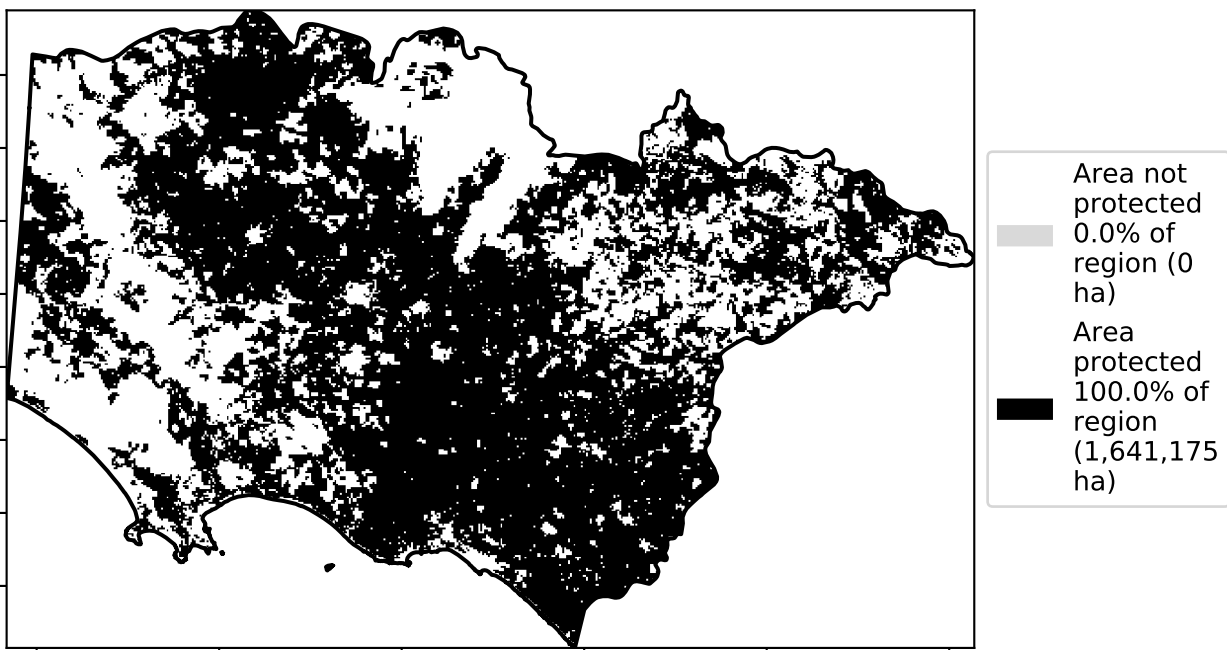 Area not
protected
0.0% of
region (0
ha)
Area
protected
100.0% of
region
(1,641,175
ha)